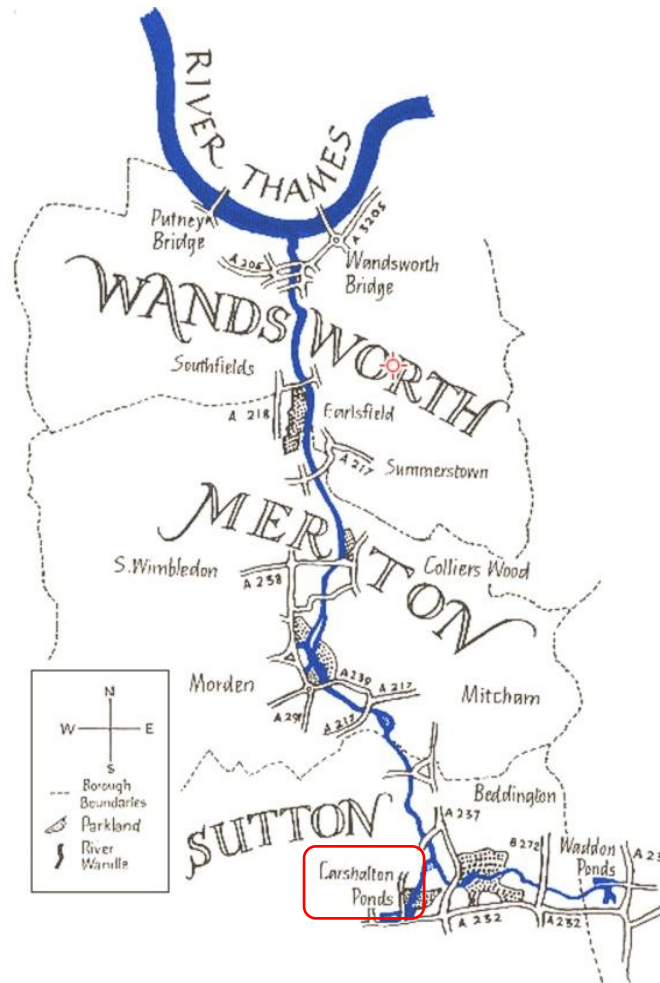 RIVER THAMES
Putney
Bridge
A 3205
A 205
Wandsworth
Bridge
WANDSWORTH
Southfields
A 218
Earlsfield
A 217
Summerstown
MERTON
S. Wimbledon
A 238
Colliers Wood
Morden
A 239
A 217
Mitcham
A 217
N
W
E
S
Borough
Boundaries
Parkland
River
Wandle
Beddington
SUTTON
A 237
B 272
Waddon
Ponds
A 23
Carshalton
Ponds
A 232
A 232